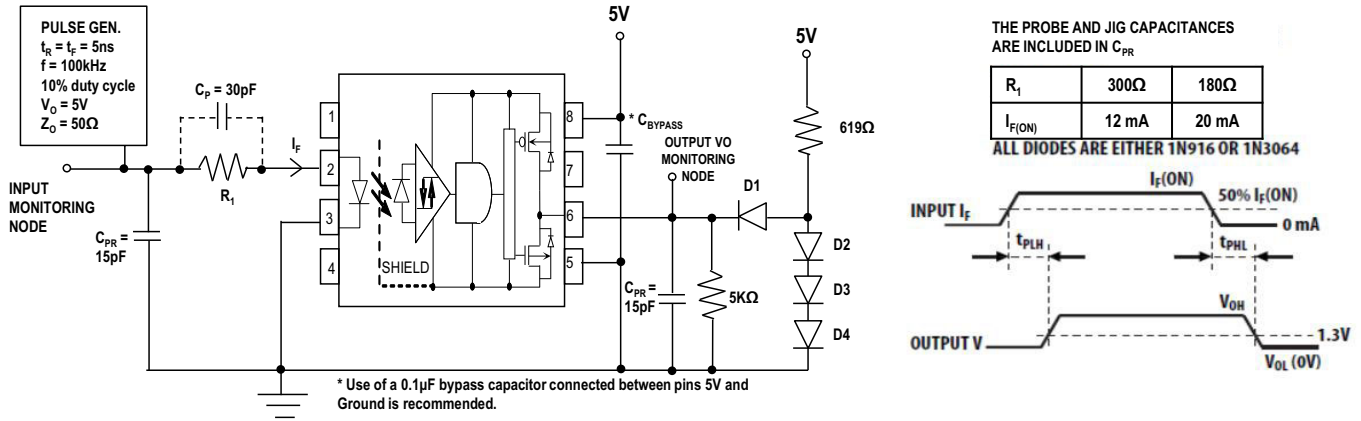 PULSE GEN.
tR = tF = 5ns
f = 100kHz
10% duty cycle
VO = 5V
ZO = 50Ω
CP = 30pF
IF
R1
INPUT
MONITORING
NODE
CPR =
15pF
1
2
3
4
SHIELD
8
7
6
5
5V
* CBYPASS
OUTPUT VO
MONITORING
NODE
D1
5V
619Ω
D2
D3
D4
CPR =
15pF
5KΩ
* Use of a 0.1µF bypass capacitor connected between pins 5V and
Ground is recommended.
THE PROBE AND JIG CAPACITANCES
ARE INCLUDED IN CPR
R1 300Ω 180Ω
IF(ON) 12 mA 20 mA
ALL DIODES ARE EITHER 1N916 OR 1N3064
IF(ON)
50% IF(ON)
INPUT IF
0 mA
tPLH
tPHL
VOH
1.3V
OUTPUT V
VOL (0V)